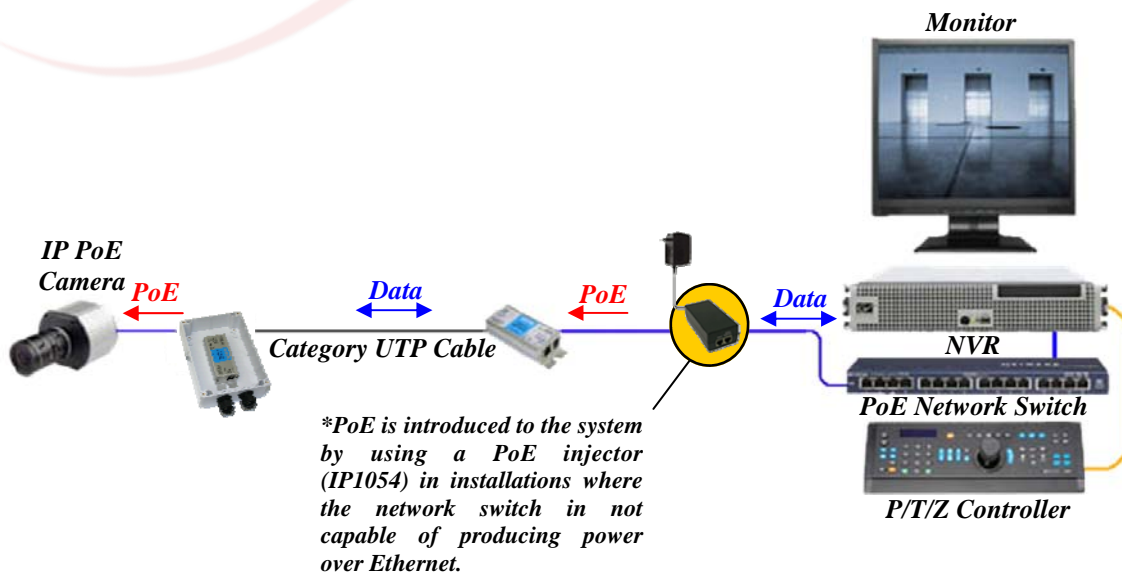 Monitor
IP PoE
Camera
PoE
Data
PoE
Data
Category UTP Cable
NVR
PoE Network Switch
*PoE is introduced to the system
by using a PoE injector
(IP1054) in installations where
the network switch in not
capable of producing power
over Ethernet.
P/T/Z Controller